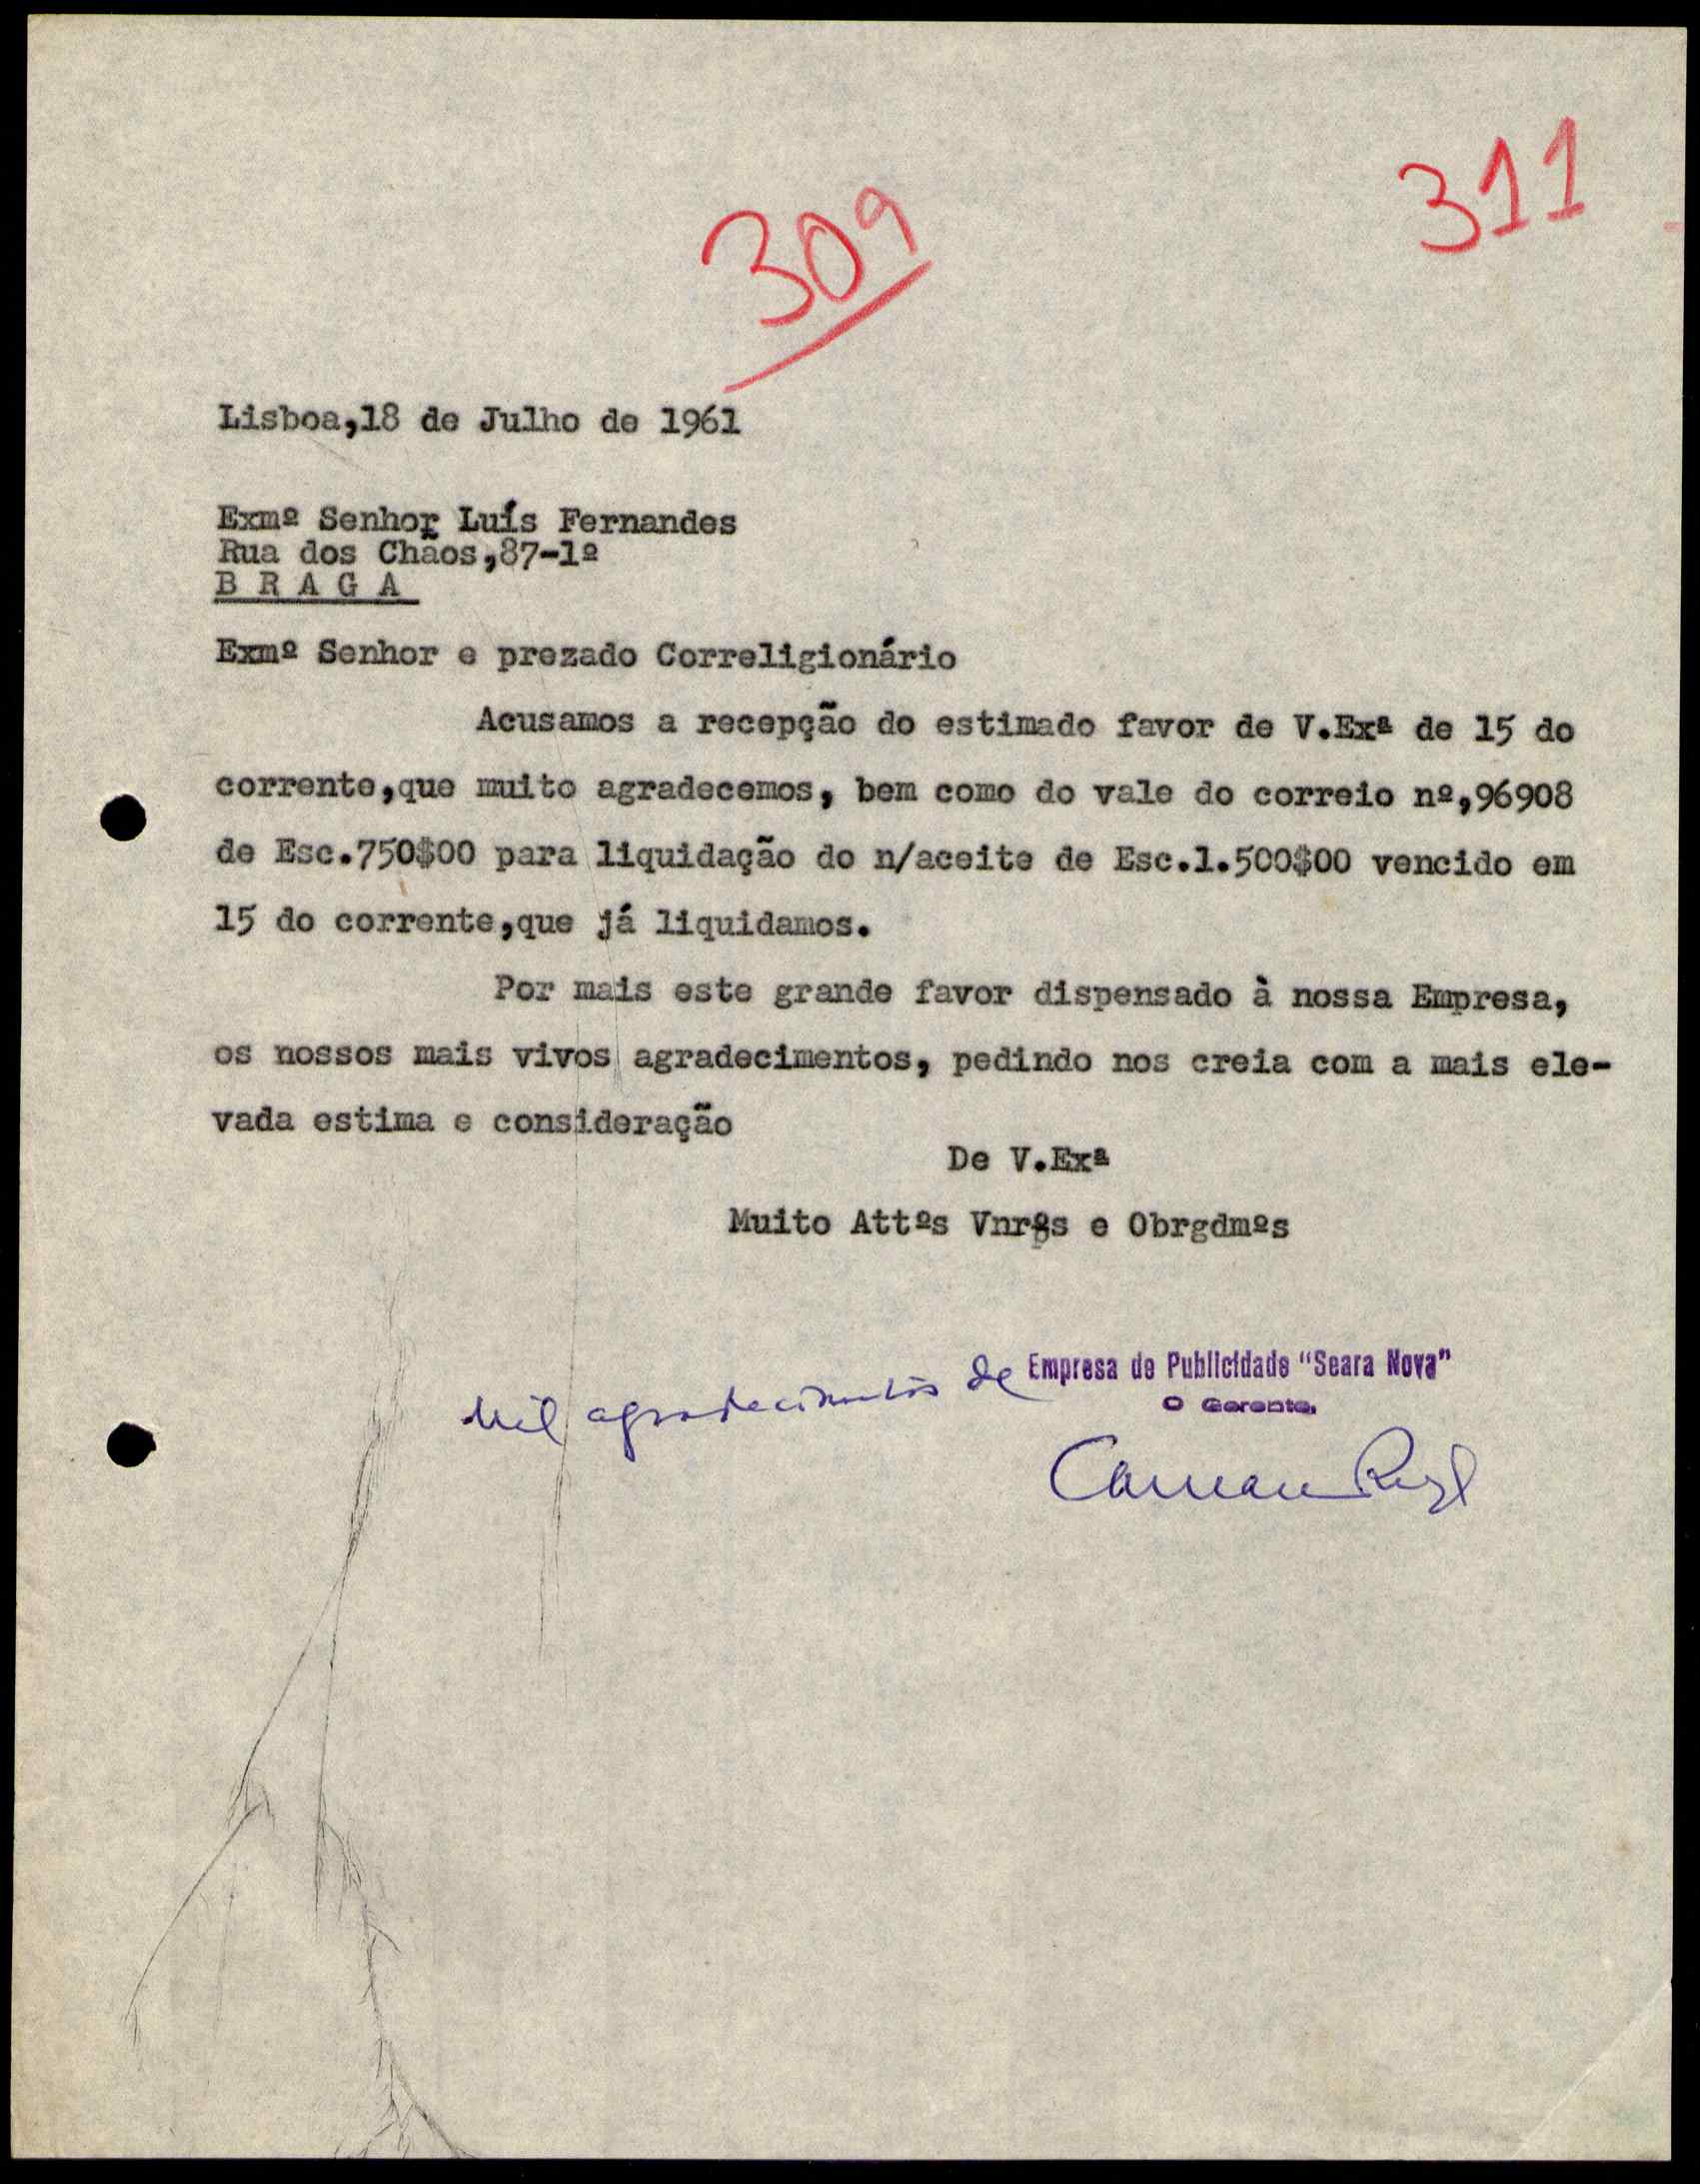 311
309
Lisboa,18 de Julho de 1961
Exmº Senhor Luís Fernandes
Rua dos Chãos,87-1º
B R A G A
Exmº Senhor e prezado Correligionário
Acusamos a recepção do estimado favor de V.Exª de 15 do
corrente,que muito agradecemos, bem como do vale do correio nº,96908
de Esc.750$00 para liquidação do n/aceite de Esc.1.500$00 vencido em
15 do corrente,que já liquidamos.
Por mais este grande favor dispensado à nossa Empresa,
os nossos mais vivos agradecimentos, pedindo nos creia com a mais ele-
vada estima e consideração
De V.Exª
Muito Attºs Vnrºs e Obrgdmºs
Mil agradecimentos de
Empresa de Publicidade "Seara Nova"
O Gerente,